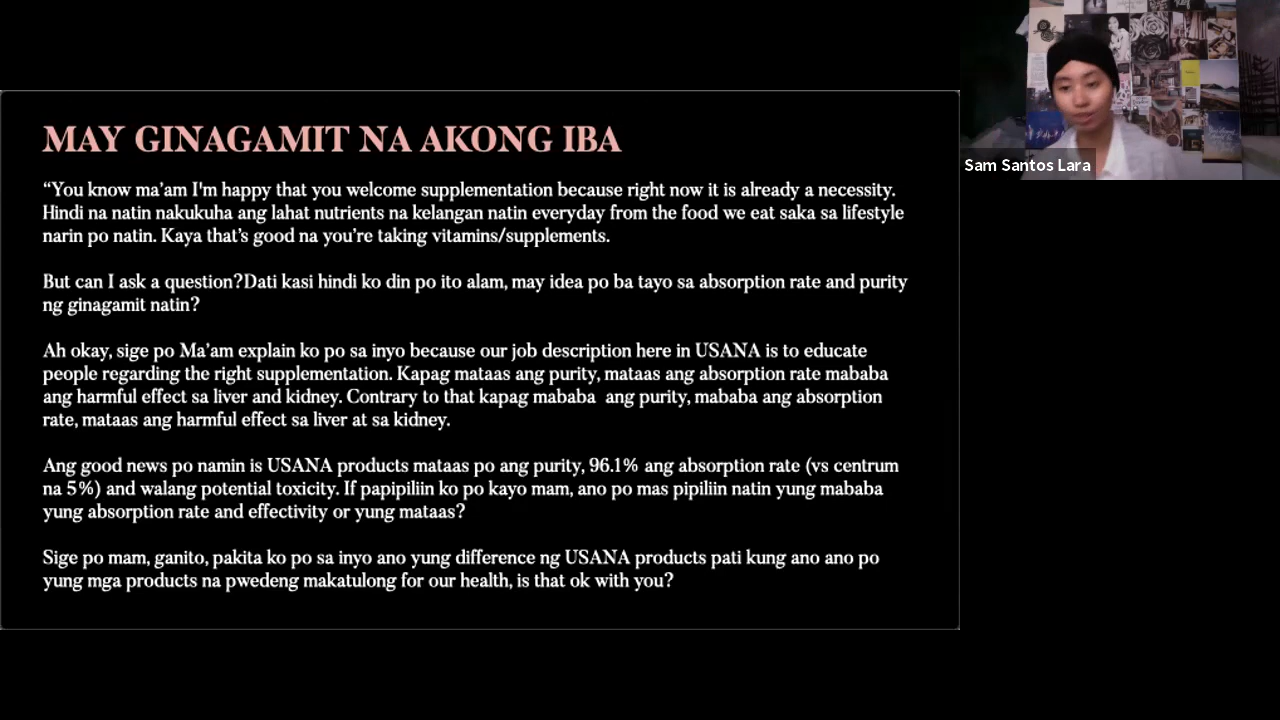 MAY GINAGAMIT NA AKONG IBA
“You know ma’am I'm happy that you welcome supplementation because right now it is already a necessity.
Hindi na natin nakukuha ang lahat nutrients na kelangan natin everyday from the food we eat saka sa lifestyle
narin po natin. Kaya that’s good na you’re taking vitamins/supplements.
But can I ask a question?Dati kasi hindi ko din po ito alam, may idea po ba tayo sa absorption rate and purity
ng ginagamit natin?
Ah okay, sige po Ma’am explain ko po sa inyo because our job description here in USANA is to educate
people regarding the right supplementation. Kapag mataas ang purity, mataas ang absorption rate mababa
ang harmful effect sa liver and kidney. Contrary to that kapag mababa  ang purity, mababa ang absorption
rate, mataas ang harmful effect sa liver at sa kidney.
Ang good news po namin is USANA products mataas po ang purity, 96.1% ang absorption rate (vs centrum
na 5%) and walang potential toxicity. If papipiliin ko po kayo mam, ano po mas pipiliin natin yung mababa
yung absorption rate and effectivity or yung mataas?
Sige po mam, ganito, pakita ko po sa inyo ano yung difference ng USANA products pati kung ano ano po
yung mga products na pwedeng makatulong for our health, is that ok with you?
Sam Santos Lara